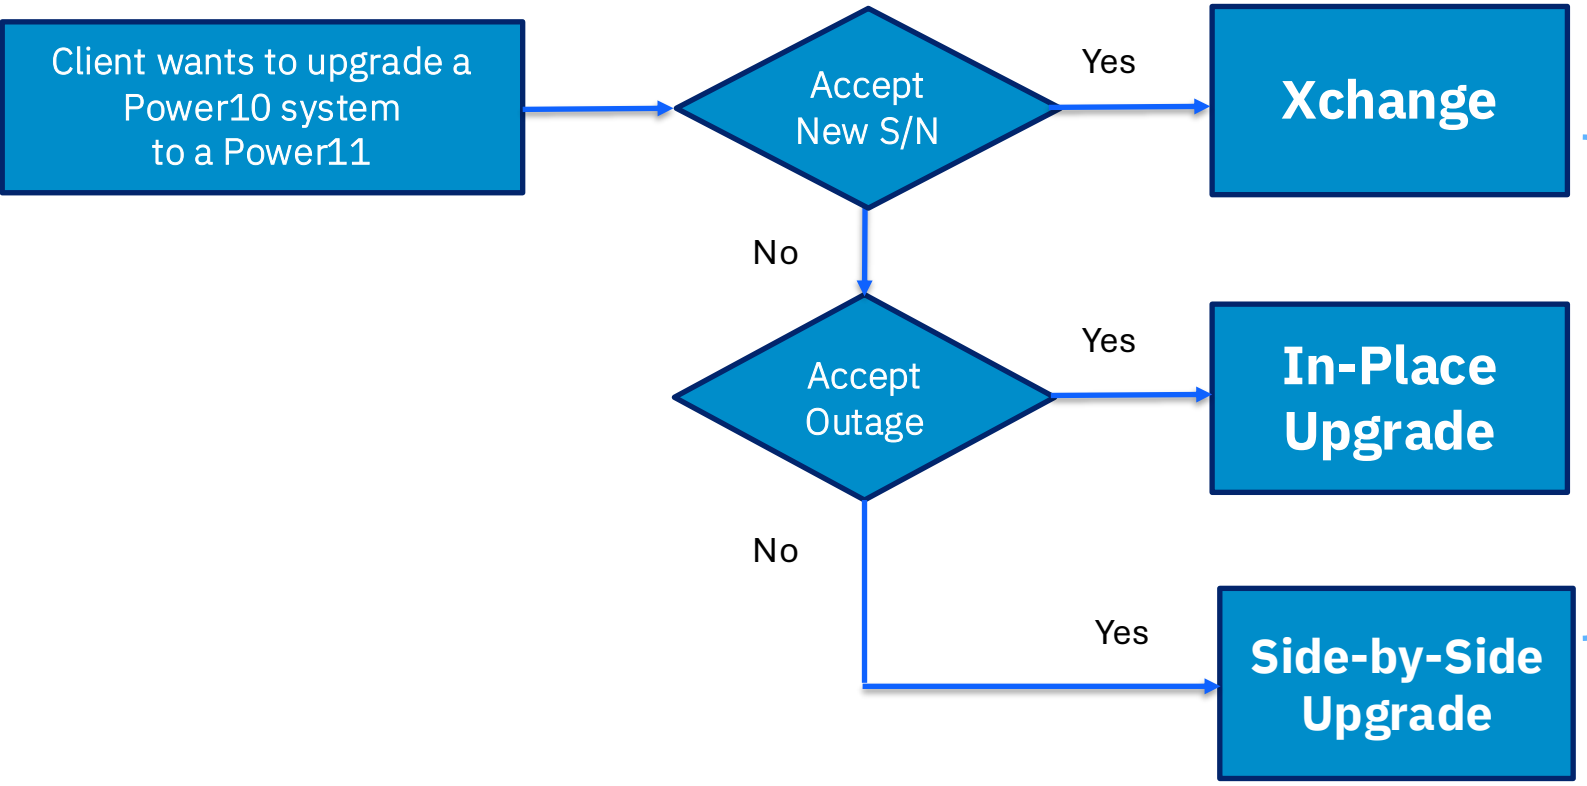 Client wants to upgrade a
Power10 system
to a Power11
Accept
New S/N
Yes
Xchange
No
Accept
Outage
Yes
In-Place
Upgrade
No
Yes
Side-by-Side
Upgrade